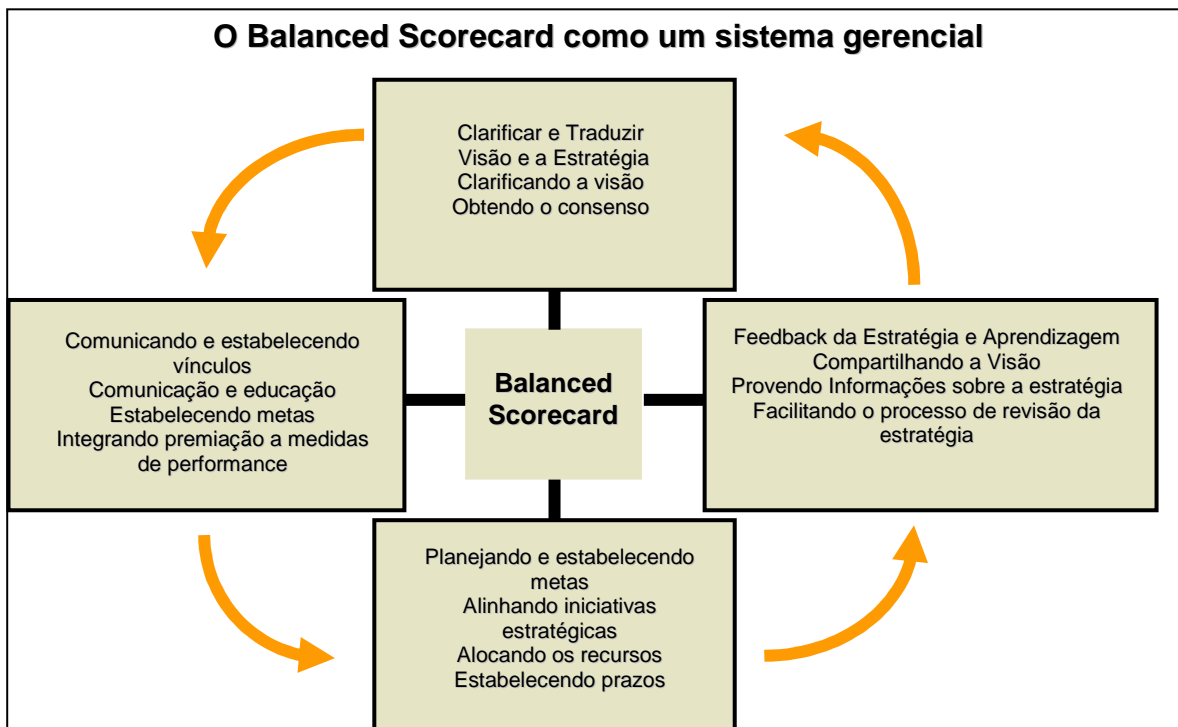 O Balanced Scorecard como um sistema gerencial
Clarificar e Traduzir
Visão e a Estratégia
Clarificando a visão
Obtendo o consenso
Comunicando e estabelecendo
vínculos
Comunicação e educação
Estabelecendo metas
Integrando premiação a medidas
de performance
Balanced
Scorecard
Feedback da Estratégia e Aprendizagem
Compartilhando a Visão
Provendo Informações sobre a estratégia
Facilitando o processo de revisão da
estratégia
Planejando e estabelecendo
metas
Alinhando iniciativas
estratégicas
Alocando os recursos
Estabelecendo prazos